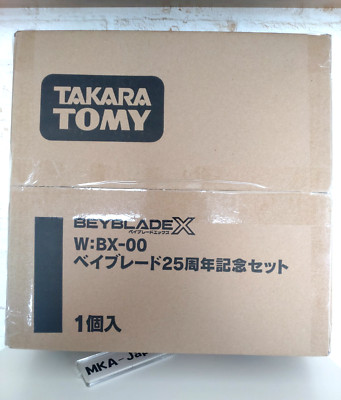 TAKARA
TOMY
BEYBLADE X
ベイブレードエックス
W:BX-00
ベイブレード25周年記念セット
1個入